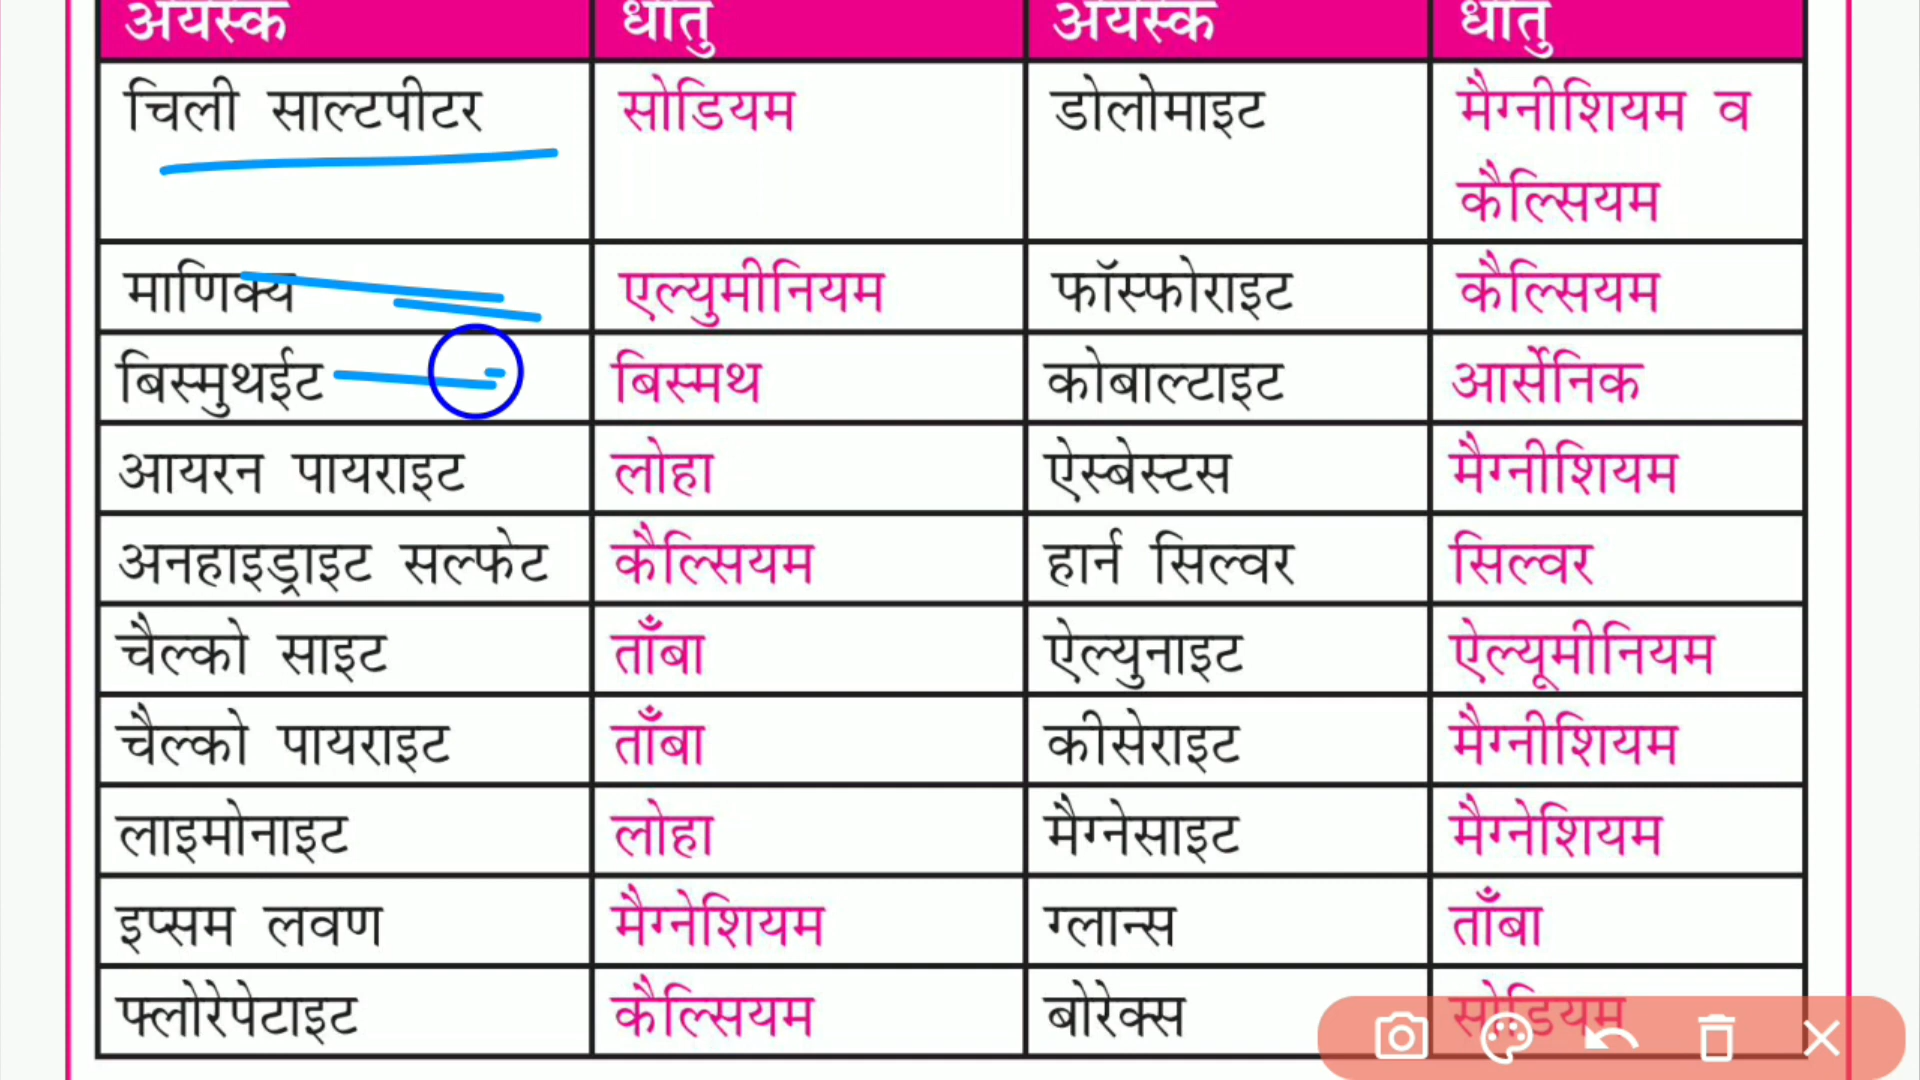 अयस्क धातु अयस्क धातु
चिली साल्टपीटर सोडियम डोलोमाइट मैग्नीशियम व
कैल्सियम
माणिक्य एल्युमीनियम फॉस्फोराइट कैल्सियम
बिस्मुथईट बिस्मथ कोबाल्टाइट आर्सेनिक
आयरन पायराइट लोहा ऐस्बेस्टस मैग्नीशियम
अनहाइड्राइट सल्फेट कैल्सियम हार्न सिल्वर सिल्वर
चैल्को साइट ताँबा ऐल्युनाइट ऐल्यूमीनियम
चैल्को पायराइट ताँबा कीसेराइट मैग्नीशियम
लाइमोनाइट लोहा मैग्नेसाइट मैग्नेशियम
इप्सम लवण मैग्नेशियम ग्लान्स ताँबा
फ्लोरेपेटाइट कैल्सियम बोरेक्स सोडियम